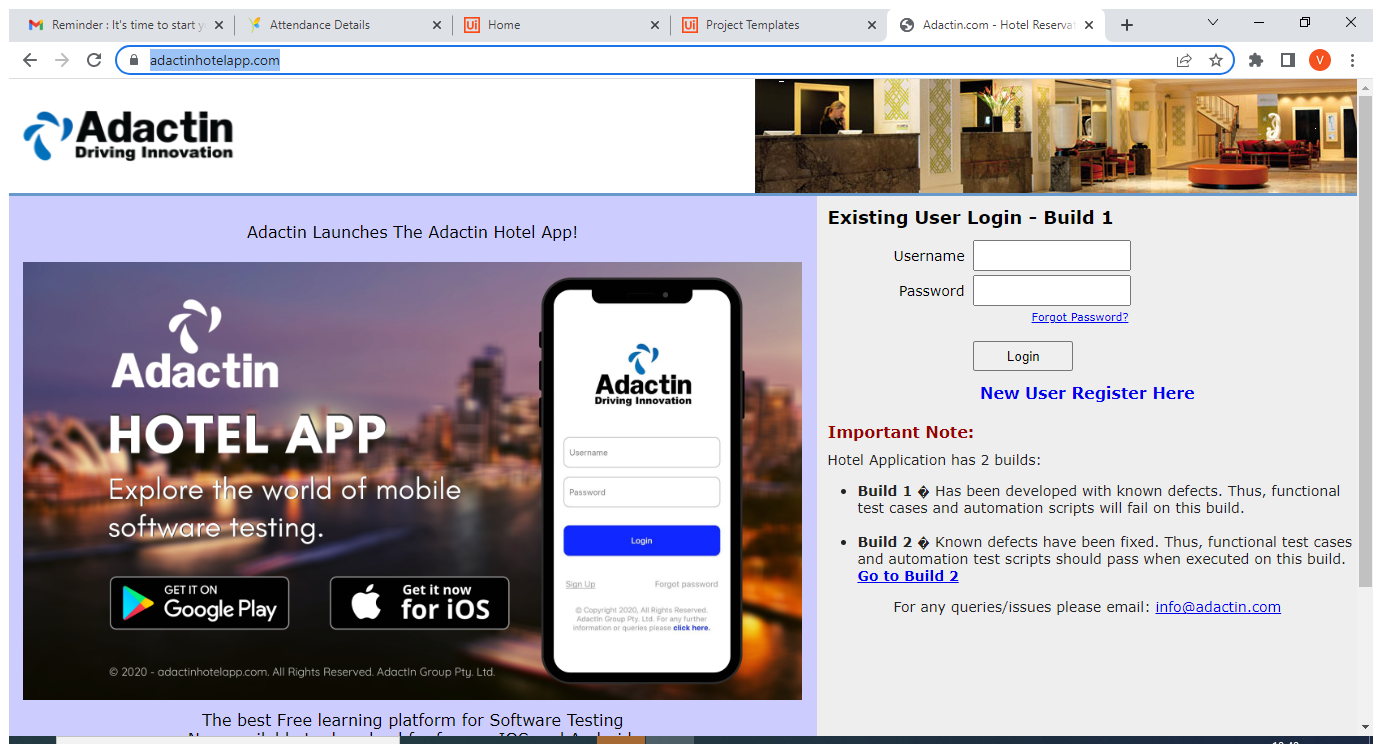 Reminder : It's time to start
Attendance Details
Ui Home
Ui Project Templates
Adactin.com - Hotel Reserva
adactinhotelapp.com
V
Adactin
Driving Innovation
Adactin Launches The Adactin Hotel App!
Adactin
HOTEL APP
Explore the world of mobile
software testing.
GET IT ON
Google Play
Get it now
for iOS
© 2020 - adactinhotelapp.com. All Rights Reserved. AdactIn Group Pty. Ltd.
Adactin
Driving Innovation
Username
Password
Login
Sign Up Forgot password
© Copyright 2020, All Rights Reserved.
AdactIn Group Pty. Ltd. For any further
information or queries please click here.
The best Free learning platform for Software Testing
Existing User Login - Build 1
Username
Password
Forgot Password?
Login
New User Register Here
Important Note:
Hotel Application has 2 builds:
• Build 1 � Has been developed with known defects. Thus, functional
test cases and automation scripts will fail on this build.
• Build 2 � Known defects have been fixed. Thus, functional test cases
and automation test scripts should pass when executed on this build.
Go to Build 2
For any queries/issues please email: info@adactin.com